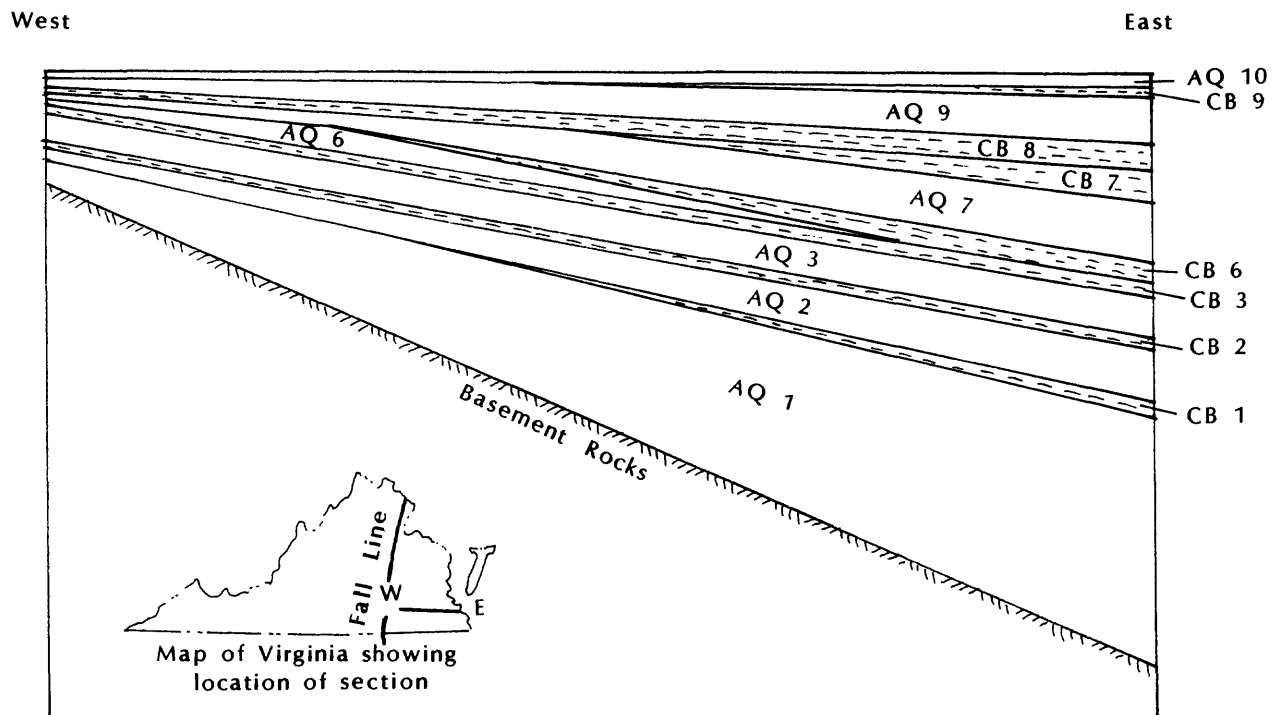 West
East
AQ 10
CB 9
AQ 9
AQ 6
CB 8
CB 7
AQ 7
AQ 3
CB 6
CB 3
AQ 2
CB 2
AQ 1
CB 1
Basement Rocks
Fall Line
W
E
Map of Virginia showing
location of section